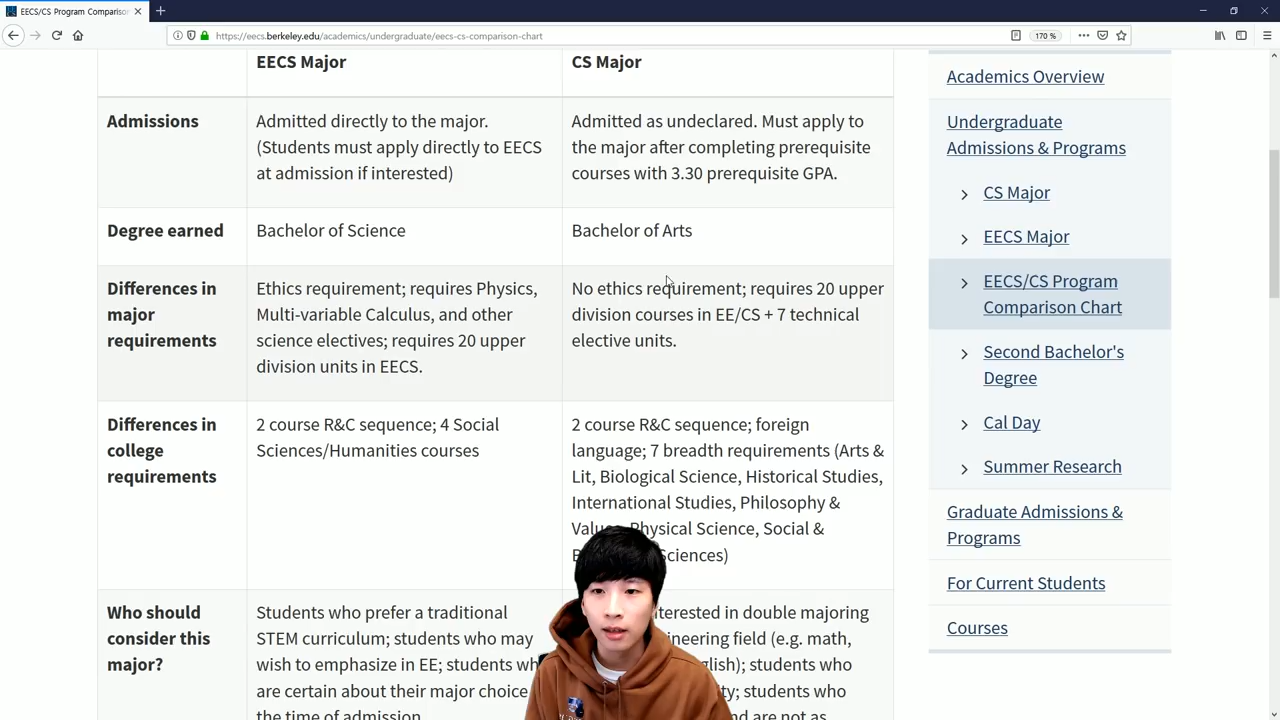 EECS/CS Program Compariso
https://eecs.berkeley.edu/academics/undergraduate/eecs-cs-comparison-chart
170 %
EECS Major
CS Major
Admissions
Admitted directly to the major.
(Students must apply directly to EECS
at admission if interested)
Admitted as undeclared. Must apply to
the major after completing prerequisite
courses with 3.30 prerequisite GPA.
Degree earned
Bachelor of Science
Bachelor of Arts
Differences in
major
requirements
Ethics requirement; requires Physics,
Multi-variable Calculus, and other
science electives; requires 20 upper
division units in EECS.
No ethics requirement; requires 20 upper
division courses in EE/CS + 7 technical
elective units.
Differences in
college
requirements
2 course R&C sequence; 4 Social
Sciences/Humanities courses
2 course R&C sequence; foreign
language; 7 breadth requirements (Arts &
Lit, Biological Science, Historical Studies,
International Studies, Philosophy &
Physical Science, Social &
Sciences)
Who should
consider this
major?
Students who prefer a traditional
STEM curriculum; students who may
wish to emphasize in EE; students wh
are certain about their major choice
the time of admission.
in double majoring
field (e.g. math,
students who
students who
and are not as
Academics Overview
Undergraduate
Admissions & Programs
CS Major
EECS Major
EECS/CS Program
Comparison Chart
Second Bachelor's
Degree
Cal Day
Summer Research
Graduate Admissions &
Programs
For Current Students
Courses